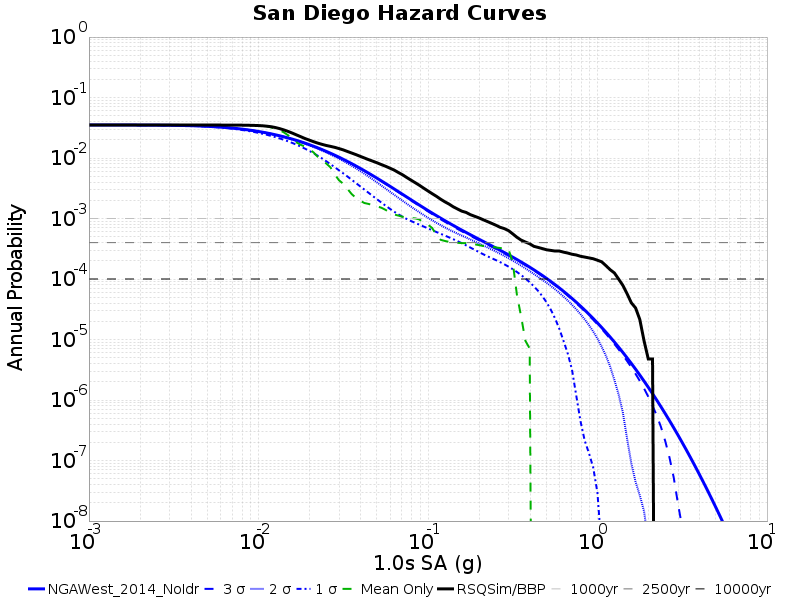 San Diego Hazard Curves
10^0
10^-1
10^-2
10^-3
10^-4
10^-5
10^-6
10^-7
10^-8
Annual Probability
10^-3 10^-2 10^-1 10^0 10^1
1.0s SA (g)
NGAWest_2014_NoIdr 3 σ 2 σ 1 σ Mean Only RSQSim/BBP 1000yr 2500yr 10000yr